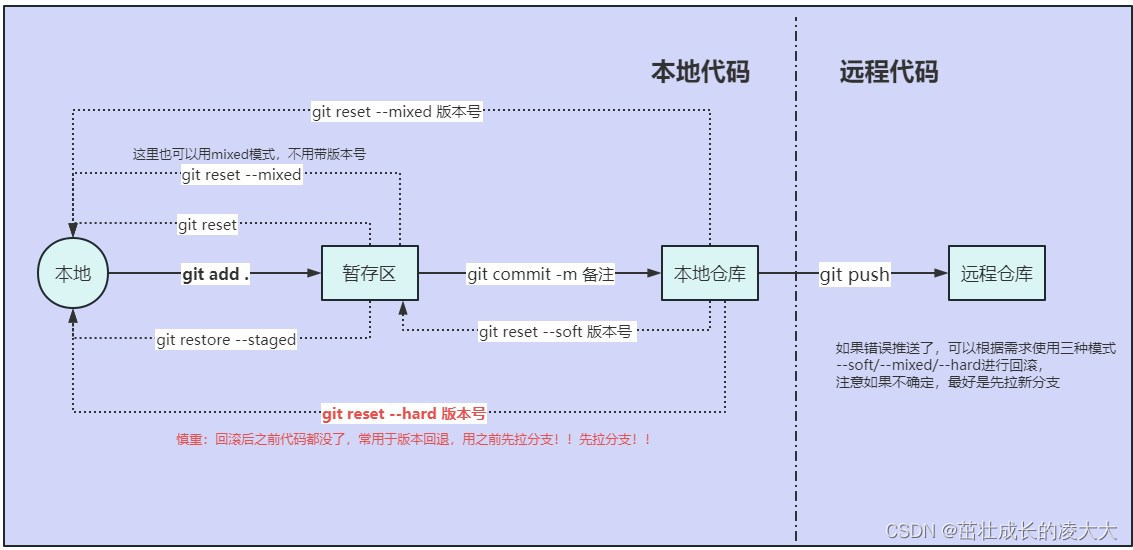 本地代码
远程代码
git reset --mixed 版本号
这里也可以用mixed模式，不用带版本号
git reset --mixed
git reset
本地
git add .
暂存区
git commit -m 备注
本地仓库
git push
远程仓库
git restore --staged
git reset --soft 版本号
如果错误推送了，可以根据需求使用三种模式
--soft/--mixed/--hard进行回滚，
注意如果不确定，最好是先拉新分支
git reset --hard 版本号
慎重：回滚后之前代码都没了，常用于版本回退，用之前先拉分支！！先拉分支！！
CSDN @茁壮成长的凌大大